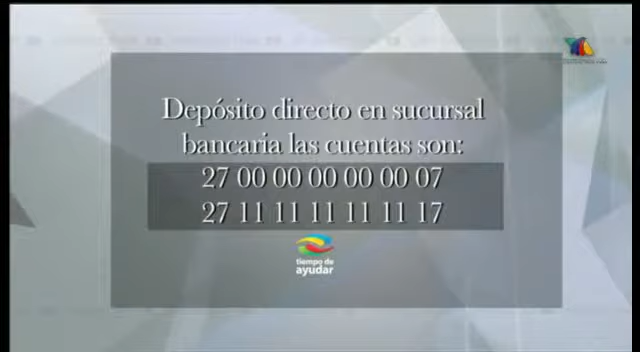 Depósito directo en sucursal
bancaria las cuentas son:
27 00 00 00 00 00 07
27 11 11 11 11 11 17
tiempo de
ayudar